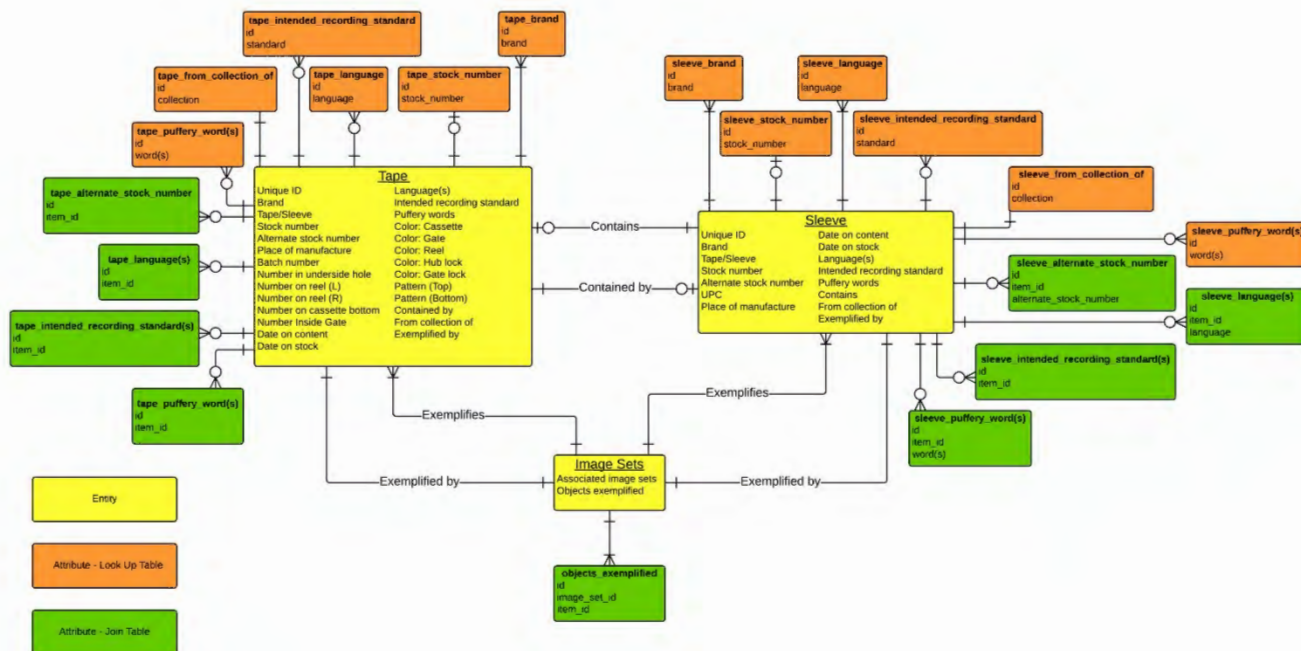 tape_intended_recording_standard
id
standard
tape_brand
id
brand
tape_from_collection_of
id
collection
tape_language
id
language
tape_stock_number
id
stock_number
sleeve_brand
id
brand
sleeve_language
id
language
tape_puffery_word(s)
id
word(s)
sleeve_stock_number
id
stock_number
sleeve_intended_recording_standard
id
standard
tape_alternate_stock_number
id
item_id
sleeve_from_collection_of
id
collection
tape_language(s)
id
item_id
tape_intended_recording_standard(s)
id
item_id
tape_puffery_word(s)
id
item_id
Tape
Unique ID
Brand
Tape/Sleeve
Stock number
Alternate stock number
Place of manufacture
Batch number
Number in underside hole
Number on reel (L)
Number on reel (R)
Number on cassette bottom
Number Inside Gate
Date on content
Date on stock
Language(s)
Intended recording standard
Puffery words
Color: Cassette
Color: Gate
Color: Reel
Color: Hub lock
Color: Gate lock
Pattern (Top)
Pattern (Bottom)
Contained by
From collection of
Exemplified by
Contains
Contained by
Sleeve
Unique ID
Brand
Tape/Sleeve
Stock number
Alternate stock number
UPC
Place of manufacture
Date on content
Date on stock
Language(s)
Intended recording standard
Puffery words
Contains
From collection of
Exemplified by
sleeve_puffery_word(s)
id
word(s)
sleeve_alternate_stock_number
id
item_id
alternate_stock_number
sleeve_language(s)
id
item_id
language
sleeve_intended_recording_standard(s)
id
item_id
sleeve_puffery_word(s)
id
item_id
word(s)
Exemplifies
Exemplifies
Image Sets
Associated image sets
Objects exemplified
Exemplified by
Exemplified by
objects_exemplified
id
image_set_id
item_id
Entity
Attribute - Look Up Table
Attribute - Join Table